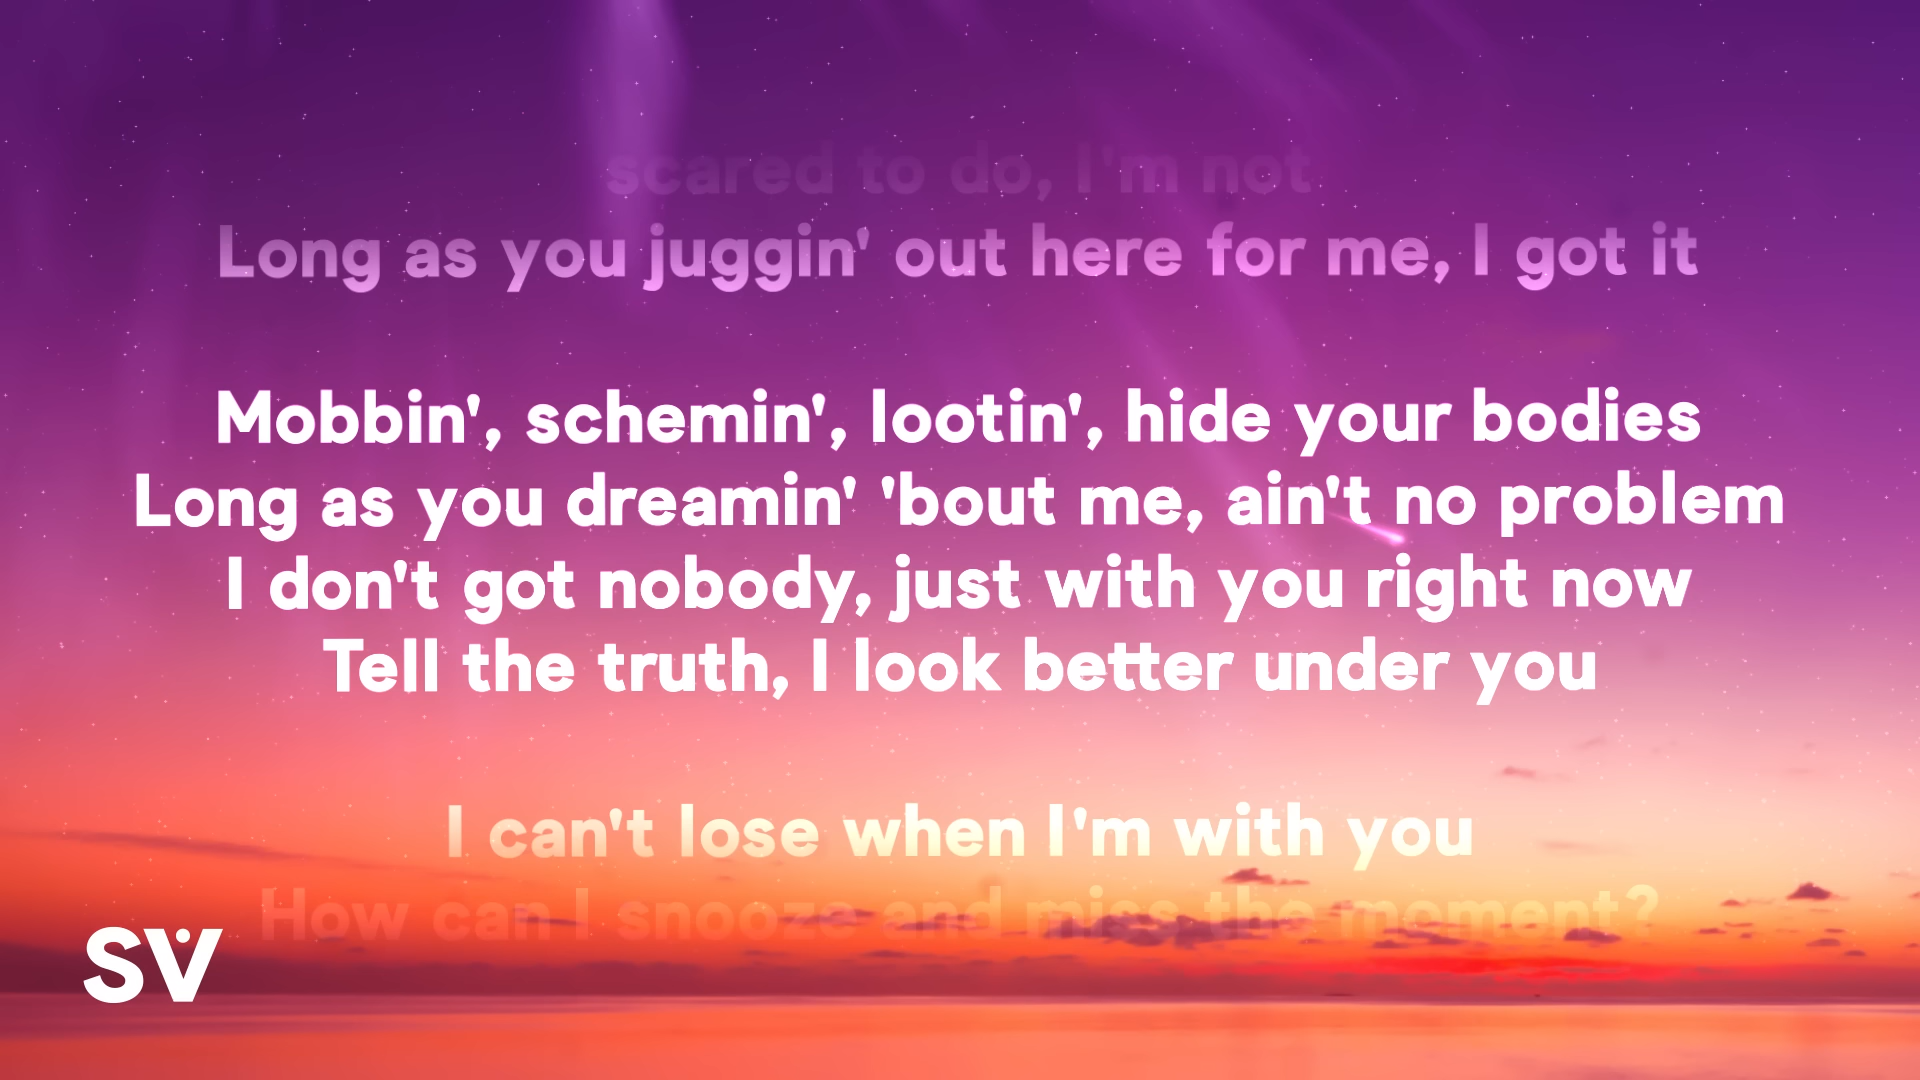 scared to do, I'm not
Long as you juggin' out here for me, I got it
Mobbin', schemin', lootin', hide your bodies
Long as you dreamin' 'bout me, ain't no problem
I don't got nobody, just with you right now
Tell the truth, I look better under you
I can't lose when I'm with you
How can I snooze and miss the moment?
SV